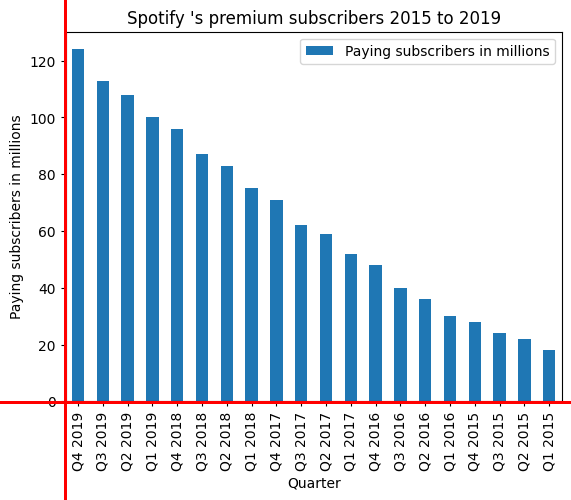 Spotify 's premium subscribers 2015 to 2019
Paying subscribers in millions
Paying subscribers in millions
120
100
80
60
40
20
0
Q4 2019
Q3 2019
Q2 2019
Q1 2019
Q4 2018
Q3 2018
Q2 2018
Q1 2018
Q4 2017
Q3 2017
Q2 2017
Q1 2017
Q4 2016
Q3 2016
Q2 2016
Q1 2016
Q4 2015
Q3 2015
Q2 2015
Q1 2015
Quarter